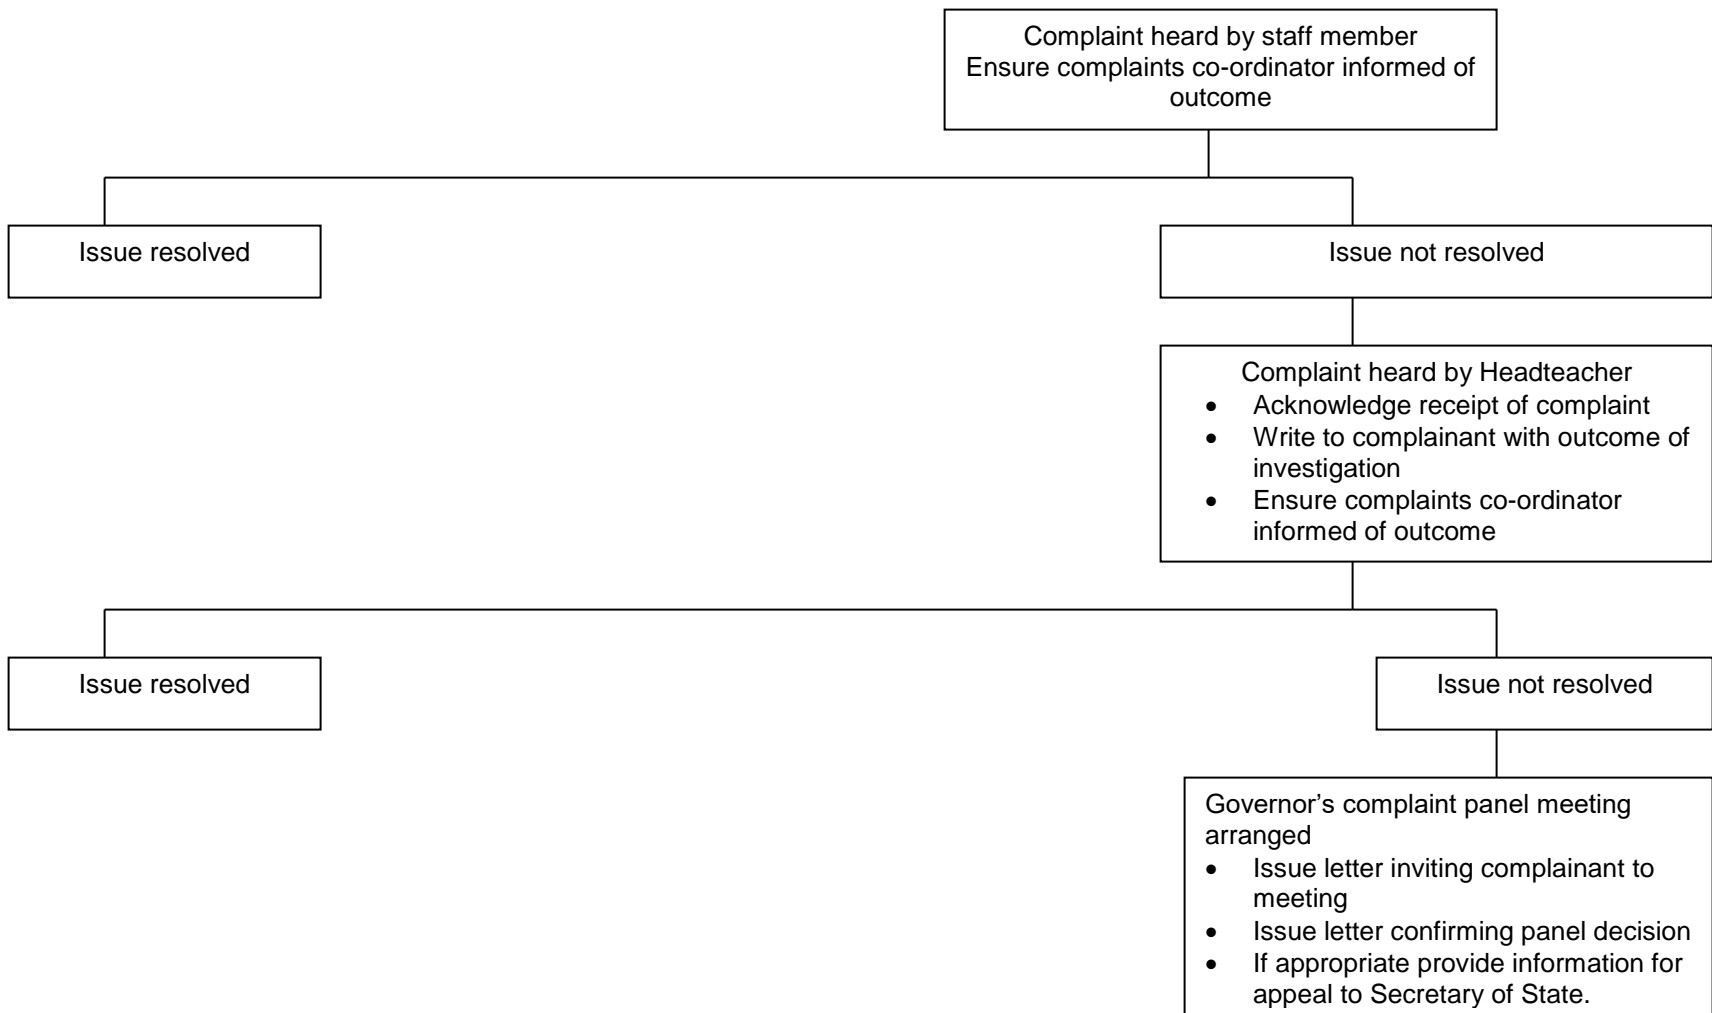 Complaint heard by staff member
Ensure complaints co-ordinator informed of
outcome
Issue resolved
Issue not resolved
Complaint heard by Headteacher
• Acknowledge receipt of complaint
• Write to complainant with outcome of
investigation
• Ensure complaints co-ordinator
informed of outcome
Issue resolved
Issue not resolved
Governor’s complaint panel meeting
arranged
• Issue letter inviting complainant to
meeting
• Issue letter confirming panel decision
• If appropriate provide information for
appeal to Secretary of State.